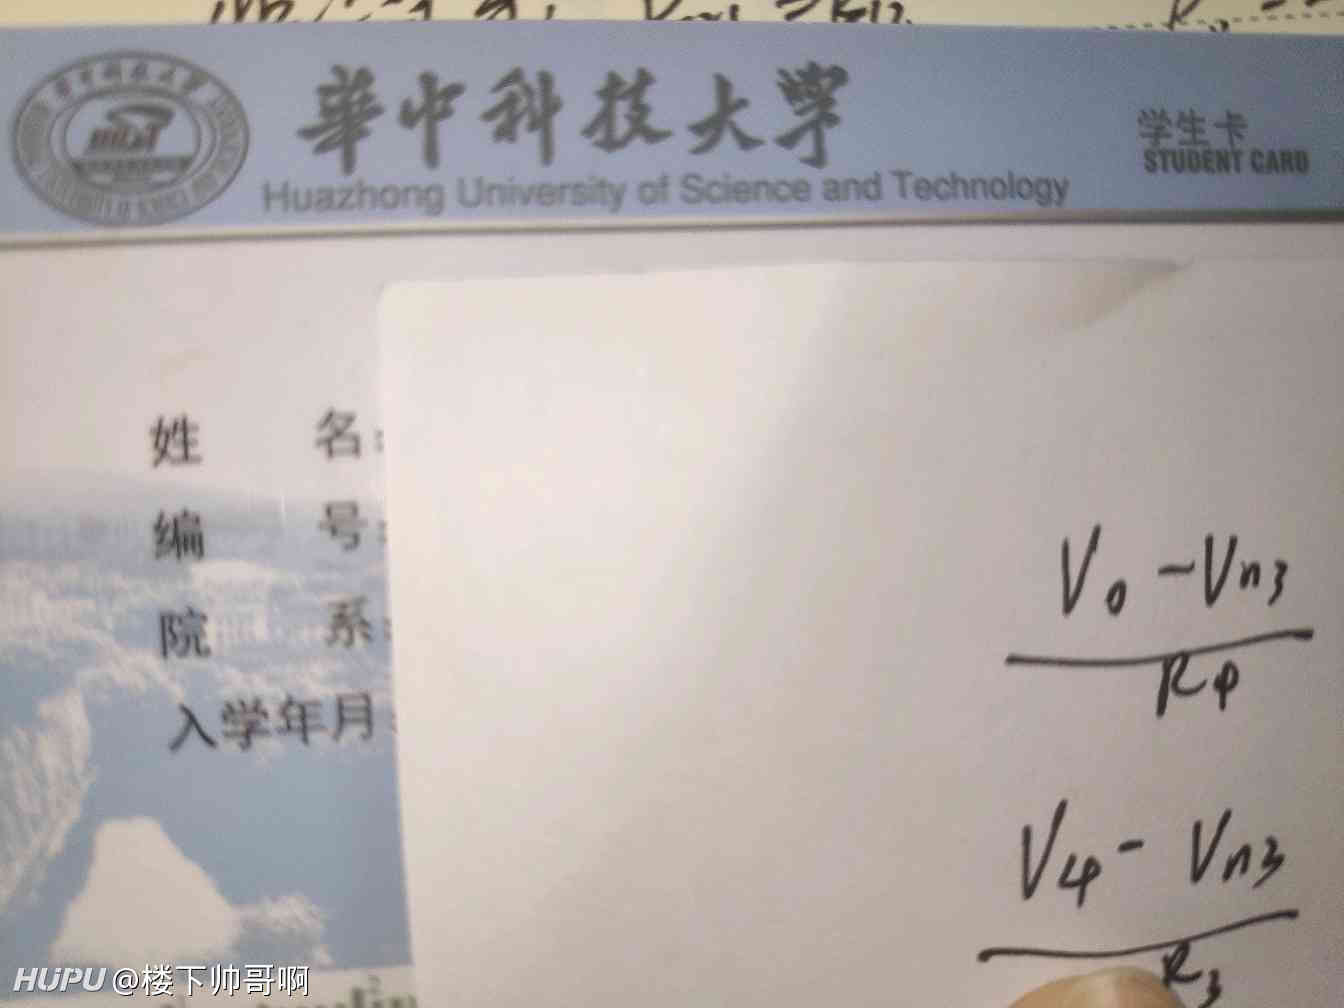 華中科技大學
Huazhong University of Science and Technology
学生卡
STUDENT CARD
姓 名:
编 号:
院 系:
入学年月:
V₀ - Vn3
R4
V4 - Vn3
R3
HUPU @楼下帅哥啊